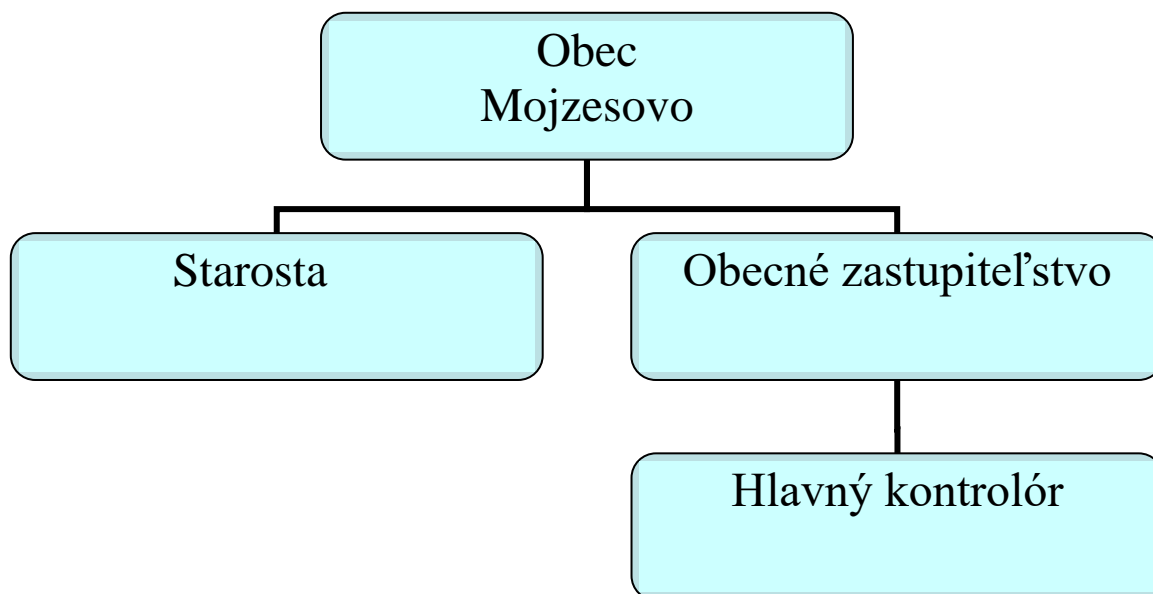 Obec
Mojzesovo
Starosta
Obecné zastupiteľstvo
Hlavný kontrolór